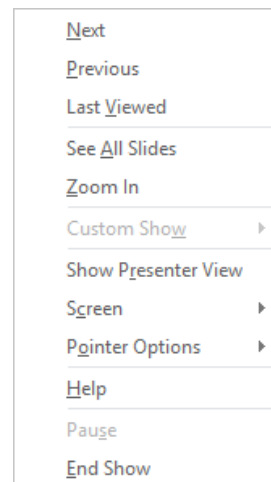 Next
Previous
Last Viewed
See All Slides
Zoom In
Custom Show
Show Presenter View
Screen
Pointer Options
Help
Pause
End Show